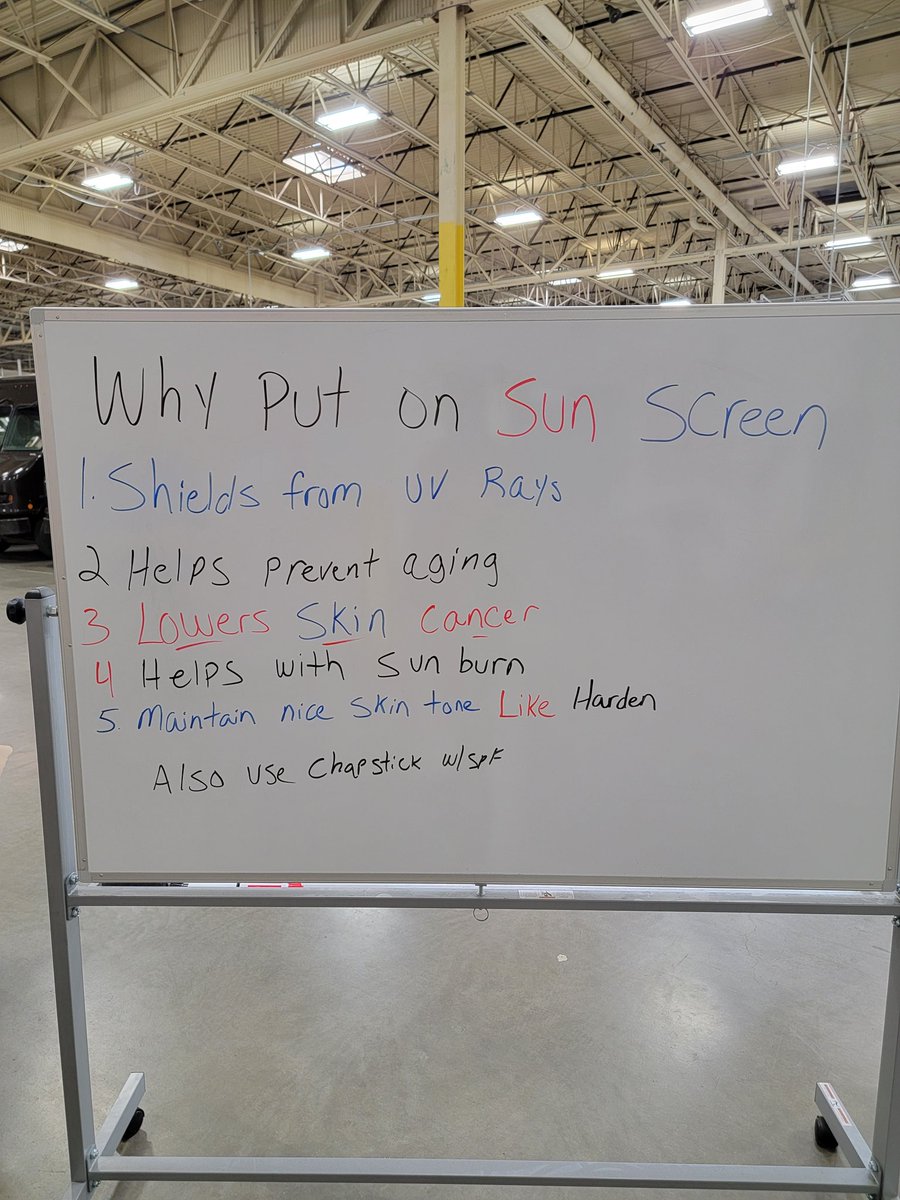 Why Put on Sun Screen
1. Shields from UV Rays
2 Helps prevent aging
3 Lowers Skin cancer
4 Helps with sun burn
5. Maintain nice skin tone Like Harden
Also use chapstick w/spf